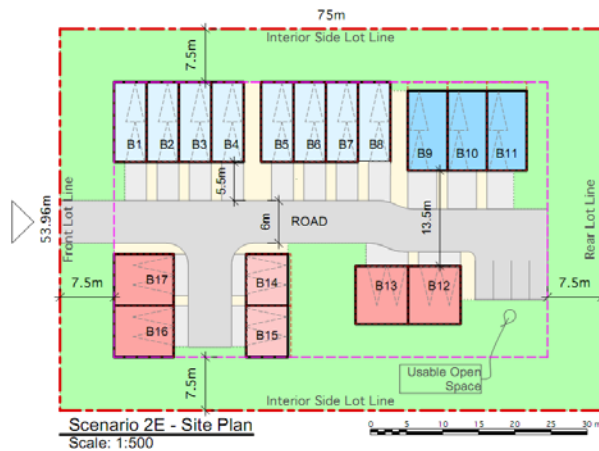 75m
Interior Side Lot Line
7.5m
B1 B2 B3 B4 B5 B6 B7 B8 B9 B10 B11
5.5m
6m
ROAD
13.5m
53.96m
Front Lot Line
Rear Lot Line
7.5m
B17 B14 B13 B12
7.5m
B16 B15
7.5m
Usable Open
Space
Interior Side Lot Line
Scenario 2E - Site Plan
Scale: 1:500
0 5 10 15 20 25 30 m